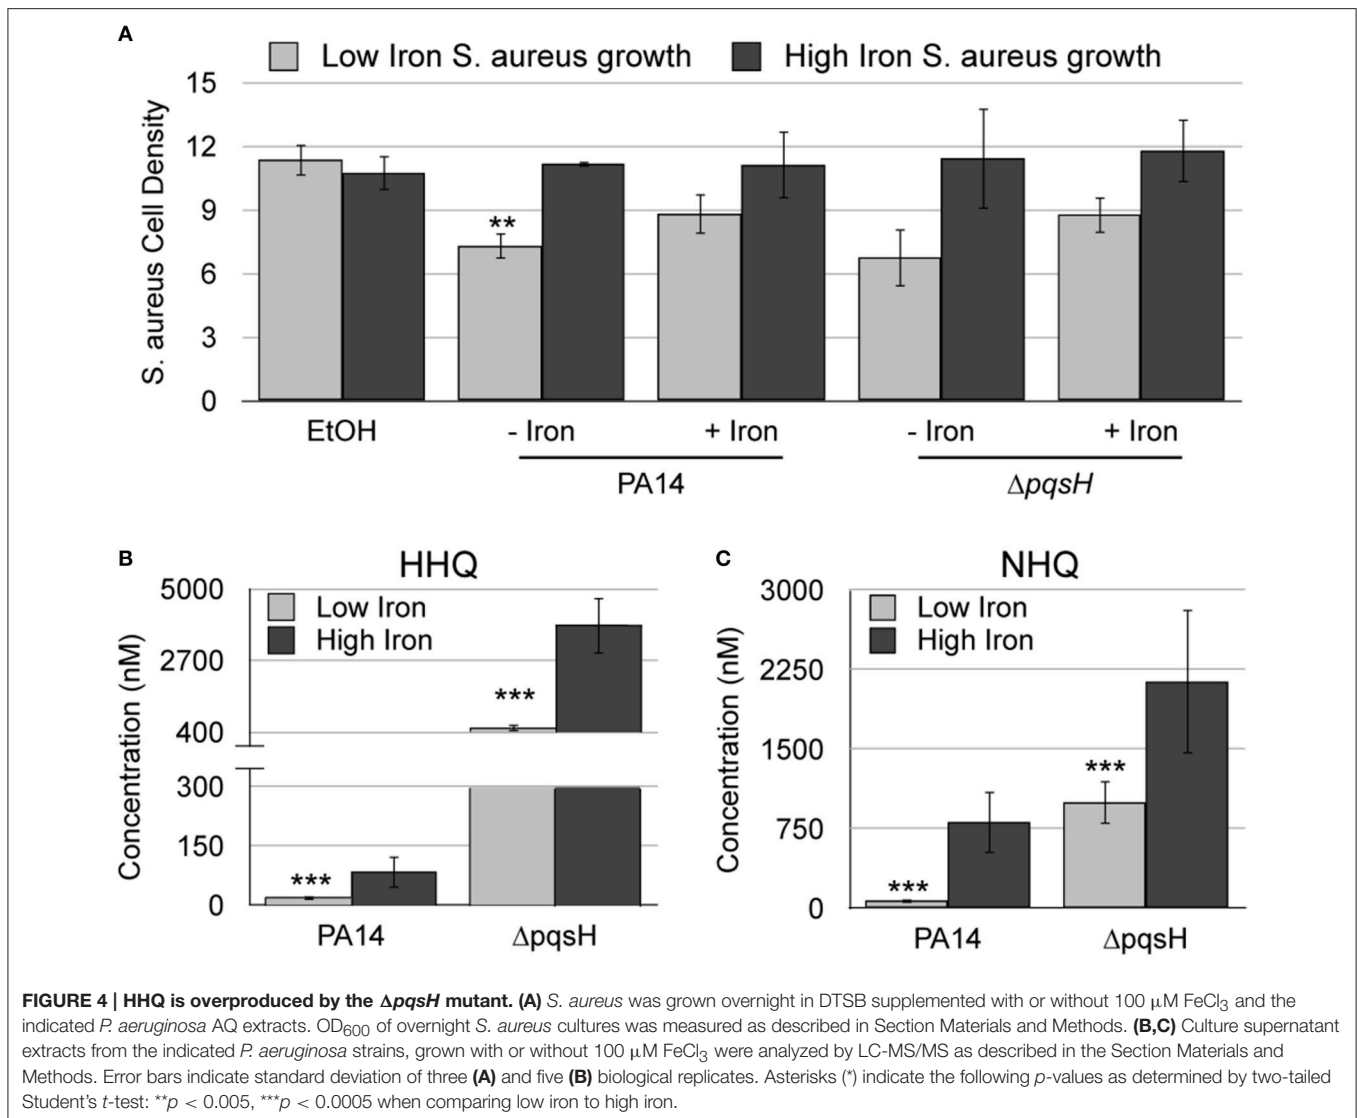 A
Low Iron S. aureus growth High Iron S. aureus growth
S. aureus Cell Density
15
12
9
6
3
0
**
EtOH - Iron + Iron - Iron + Iron
PA14 ΔpqsH
B
HHQ
Low Iron
High Iron
Concentration (nM)
5000
2700
400
300
150
0
***
***
PA14 ΔpqsH
C
NHQ
Low Iron
High Iron
Concentration (nM)
3000
2250
1500
750
0
***
***
PA14 ΔpqsH
FIGURE 4 | HHQ is overproduced by the ΔpqsH mutant. (A) S. aureus was grown overnight in DTSB supplemented with or without 100 μM FeCl₃ and the
indicated P. aeruginosa AQ extracts. OD₆₀₀ of overnight S. aureus cultures was measured as described in Section Materials and Methods. (B,C) Culture supernatant
extracts from the indicated P. aeruginosa strains, grown with or without 100 μM FeCl₃ were analyzed by LC-MS/MS as described in the Section Materials and
Methods. Error bars indicate standard deviation of three (A) and five (B) biological replicates. Asterisks (*) indicate the following p-values as determined by two-tailed
Student's t-test: **p < 0.005, ***p < 0.0005 when comparing low iron to high iron.